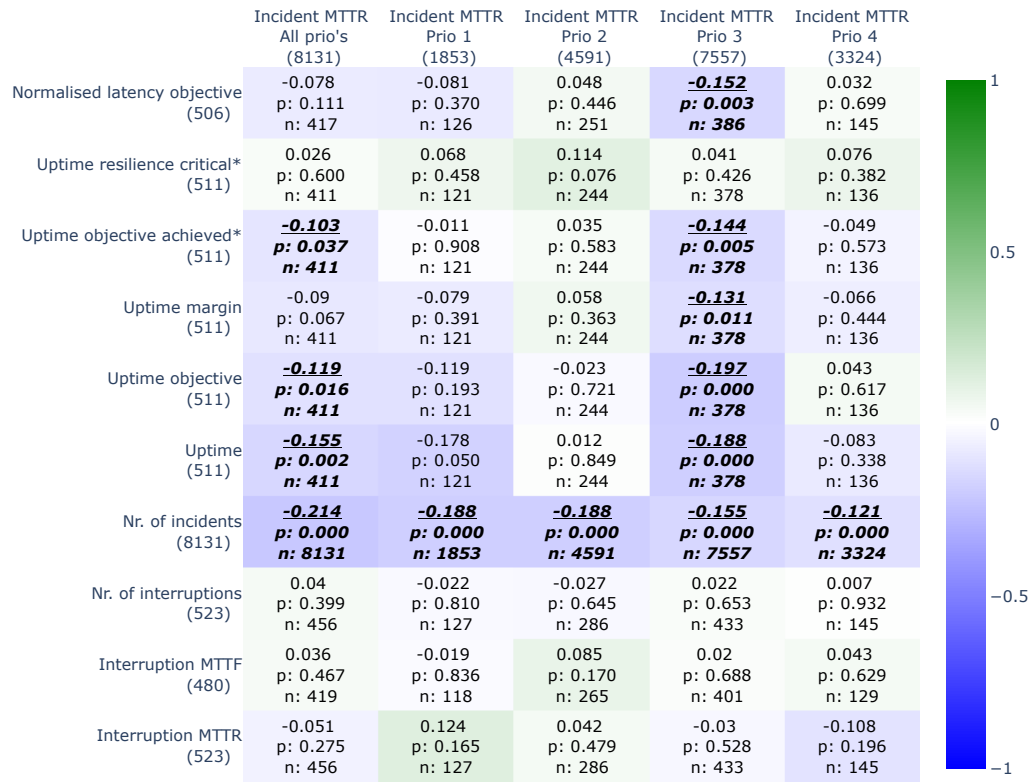 Incident MTTR Incident MTTR Incident MTTR Incident MTTR Incident MTTR
All prio's Prio 1 Prio 2 Prio 3 Prio 4
(8131) (1853) (4591) (7557) (3324)
-0.078 -0.081 0.048 -0.152 0.032
Normalised latency objective p: 0.111 p: 0.370 p: 0.446 p: 0.003 p: 0.699
(506) n: 417 n: 126 n: 251 n: 386 n: 145
0.026 0.068 0.114 0.041 0.076
Uptime resilience critical* p: 0.600 p: 0.458 p: 0.076 p: 0.426 p: 0.382
(511) n: 411 n: 121 n: 244 n: 378 n: 136
-0.103 -0.011 0.035 -0.144 -0.049
Uptime objective achieved* p: 0.037 p: 0.908 p: 0.583 p: 0.005 p: 0.573
(511) n: 411 n: 121 n: 244 n: 378 n: 136
-0.09 -0.079 0.058 -0.131 -0.066
Uptime margin p: 0.067 p: 0.391 p: 0.363 p: 0.011 p: 0.444
(511) n: 411 n: 121 n: 244 n: 378 n: 136
-0.119 -0.119 -0.023 -0.197 0.043
Uptime objective p: 0.016 p: 0.193 p: 0.721 p: 0.000 p: 0.617
(511) n: 411 n: 121 n: 244 n: 378 n: 136
-0.155 -0.178 0.012 -0.188 -0.083
Uptime p: 0.002 p: 0.050 p: 0.849 p: 0.000 p: 0.338
(511) n: 411 n: 121 n: 244 n: 378 n: 136
-0.214 -0.188 -0.188 -0.155 -0.121
Nr. of incidents p: 0.000 p: 0.000 p: 0.000 p: 0.000 p: 0.000
(8131) n: 8131 n: 1853 n: 4591 n: 7557 n: 3324
0.04 -0.022 -0.027 0.022 0.007
Nr. of interruptions p: 0.399 p: 0.810 p: 0.645 p: 0.653 p: 0.932
(523) n: 456 n: 127 n: 286 n: 433 n: 145
0.036 -0.019 0.085 0.02 0.043
Interruption MTTF p: 0.467 p: 0.836 p: 0.170 p: 0.688 p: 0.629
(480) n: 419 n: 118 n: 265 n: 401 n: 129
-0.051 0.124 0.042 -0.03 -0.108
Interruption MTTR p: 0.275 p: 0.165 p: 0.479 p: 0.528 p: 0.196
(523) n: 456 n: 127 n: 286 n: 433 n: 145
1
0.5
0
−0.5
−1